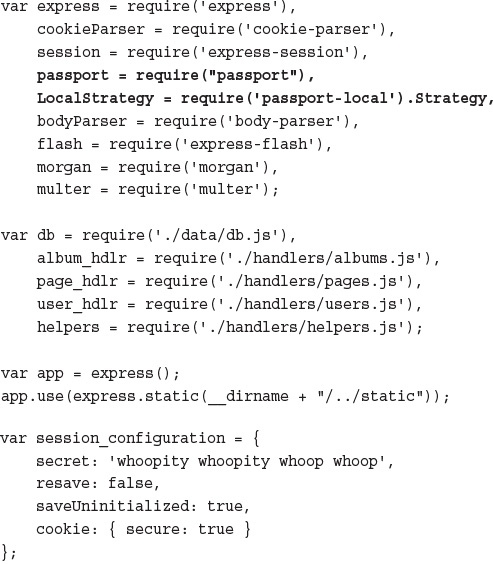 var express = require('express'),
    cookieParser = require('cookie-parser'),
    session = require('express-session'),
    passport = require("passport"),
    LocalStrategy = require('passport-local').Strategy,
    bodyParser = require('body-parser'),
    flash = require('express-flash'),
    morgan = require('morgan'),
    multer = require('multer');

var db = require('./data/db.js'),
    album_hdlr = require('./handlers/albums.js'),
    page_hdlr = require('./handlers/pages.js'),
    user_hdlr = require('./handlers/users.js'),
    helpers = require('./handlers/helpers.js');

var app = express();
app.use(express.static(__dirname + "/../static"));

var session_configuration = {
    secret: 'whoopity whoopity whoop whoop',
    resave: false,
    saveUninitialized: true,
    cookie: { secure: true }
};